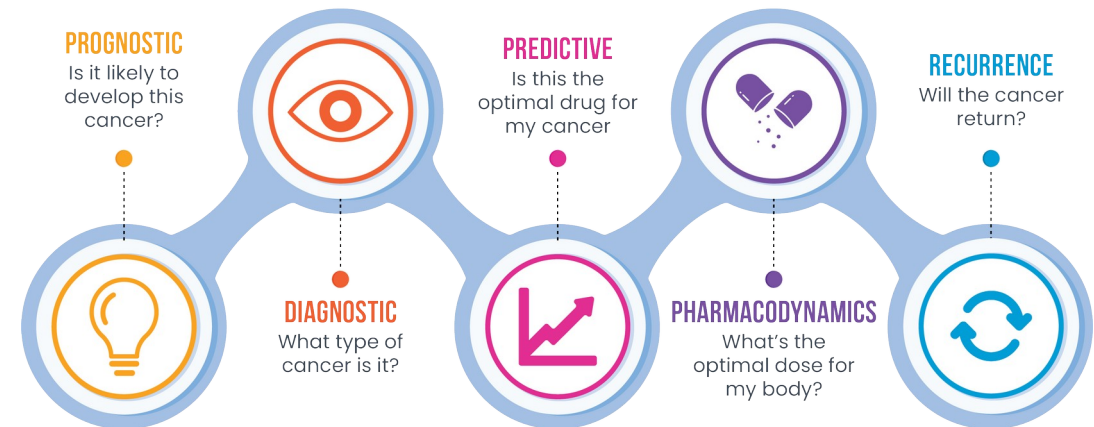 PROGNOSTIC
Is it likely to
develop this
cancer?
DIAGNOSTIC
What type of
cancer is it?
PREDICTIVE
Is this the
optimal drug for
my cancer
PHARMACODYNAMICS
What's the
optimal dose for
my body?
RECURRENCE
Will the cancer
return?